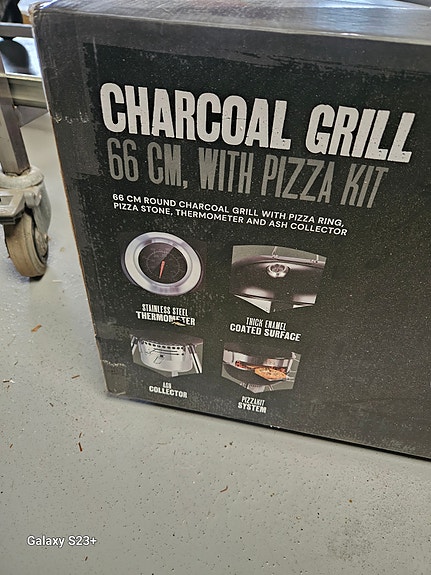 CHARCOAL GRILL
66 CM, WITH PIZZA KIT
66 CM ROUND CHARCOAL GRILL WITH PIZZA RING,
PIZZA STONE, THERMOMETER AND ASH COLLECTOR
STAINLESS STEEL
THERMOMETER
THICK ENAMEL
COATED SURFACE
ASH
COLLECTOR
PIZZAKIT
SYSTEM
Galaxy S23+